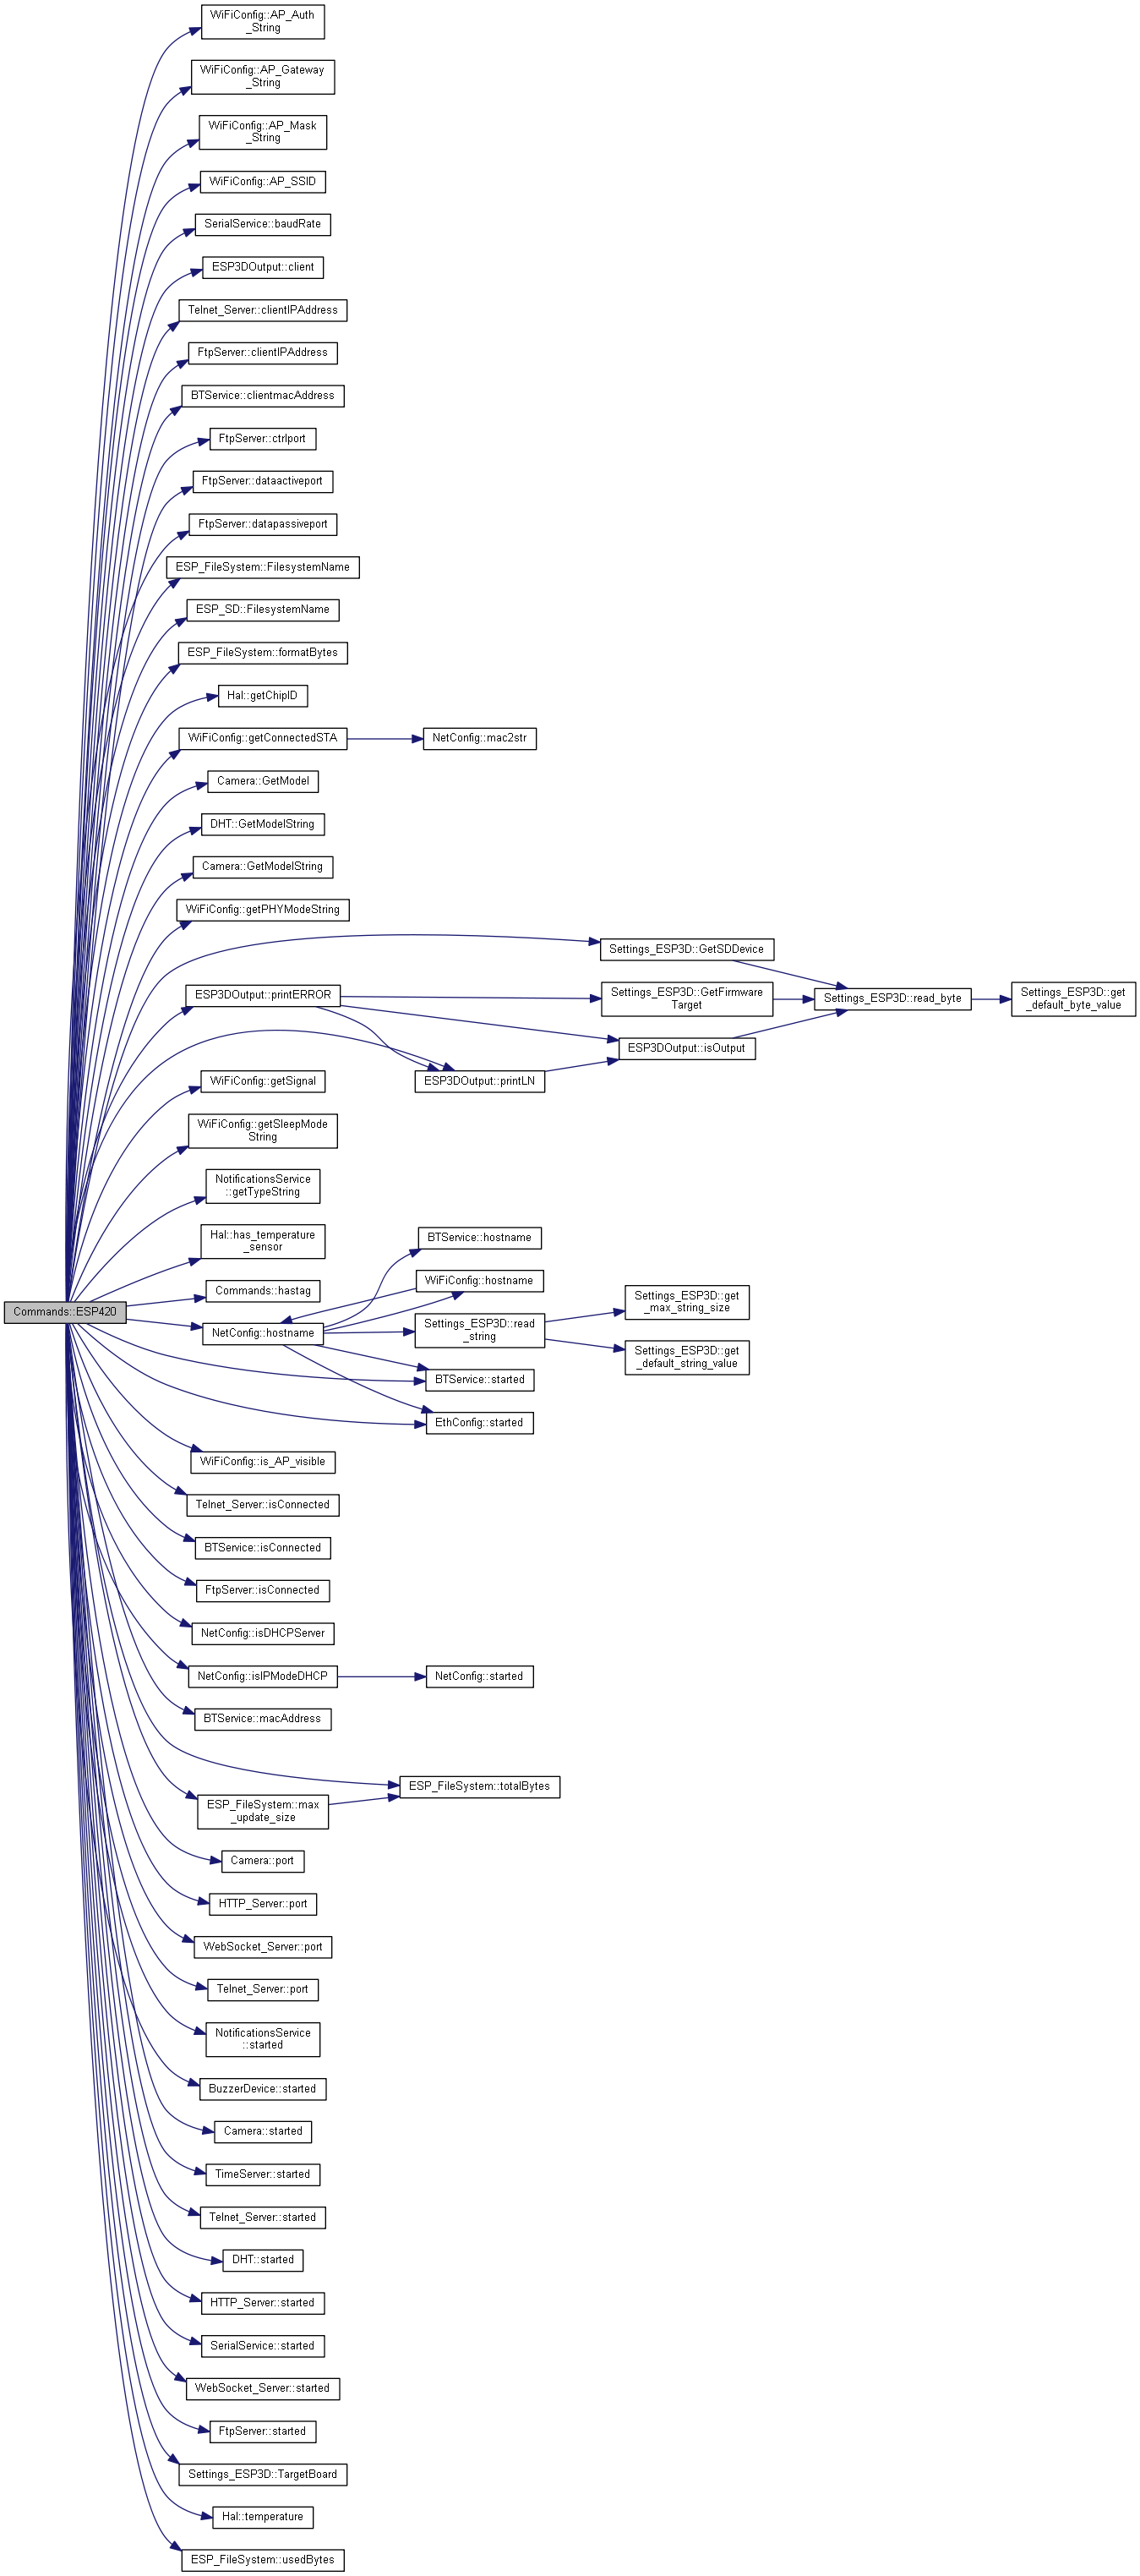 WiFiConfig::AP_Auth
_String
WiFiConfig::AP_Gateway
_String
WiFiConfig::AP_Mask
_String
WiFiConfig::AP_SSID
SerialService::baudRate
ESP3DOutput::client
Telnet_Server::clientIPAddress
FtpServer::clientIPAddress
BTService::clientmacAddress
FtpServer::ctrlport
FtpServer::dataactiveport
FtpServer::datapassiveport
ESP_FileSystem::FilesystemName
ESP_SD::FilesystemName
ESP_FileSystem::formatBytes
Hal::getChipID
WiFiConfig::getConnectedSTA
NetConfig::mac2str
Camera::GetModel
DHT::GetModelString
Camera::GetModelString
WiFiConfig::getPHYModeString
Settings_ESP3D::GetSDDevice
ESP3DOutput::printERROR
Settings_ESP3D::GetFirmware
Target
Settings_ESP3D::read_byte
Settings_ESP3D::get
_default_byte_value
ESP3DOutput::isOutput
ESP3DOutput::printLN
WiFiConfig::getSignal
WiFiConfig::getSleepMode
String
NotificationsService
::getTypeString
Hal::has_temperature
_sensor
BTService::hostname
Commands::hastag
WiFiConfig::hostname
Commands::ESP420
NetConfig::hostname
Settings_ESP3D::read
_string
Settings_ESP3D::get
_max_string_size
Settings_ESP3D::get
_default_string_value
BTService::started
EthConfig::started
WiFiConfig::is_AP_visible
Telnet_Server::isConnected
BTService::isConnected
FtpServer::isConnected
NetConfig::isDHCPServer
NetConfig::isIPModeDHCP
NetConfig::started
BTService::macAddress
ESP_FileSystem::totalBytes
ESP_FileSystem::max
_update_size
Camera::port
HTTP_Server::port
WebSocket_Server::port
Telnet_Server::port
NotificationsService
::started
BuzzerDevice::started
Camera::started
TimeServer::started
Telnet_Server::started
DHT::started
HTTP_Server::started
SerialService::started
WebSocket_Server::started
FtpServer::started
Settings_ESP3D::TargetBoard
Hal::temperature
ESP_FileSystem::usedBytes